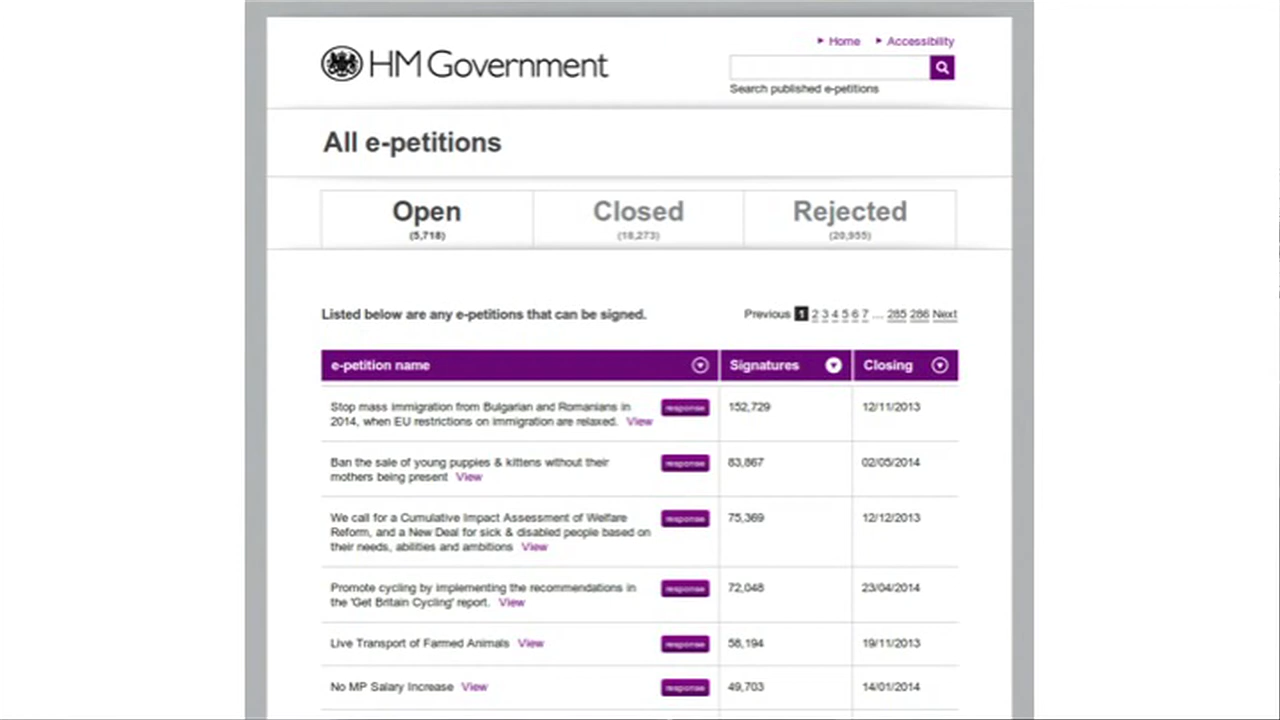 Home Accessibility
HM Government
Search published e-petitions
All e-petitions
Open Closed Rejected
(5,718) (18,273) (20,955)
Listed below are any e-petitions that can be signed.
Previous 1 2 3 4 5 6 7 ... 285 286 Next
e-petition name Signatures Closing
Stop mass immigration from Bulgarian and Romanians in response 152,729 12/11/2013
2014, when EU restrictions on immigration are relaxed. View
Ban the sale of young puppies & kittens without their response 83,867 02/05/2014
mothers being present View
We call for a Cumulative Impact Assessment of Welfare response 75,369 12/12/2013
Reform, and a New Deal for sick & disabled people based on
their needs, abilities and ambitions View
Promote cycling by implementing the recommendations in response 72,048 23/04/2014
the 'Get Britain Cycling' report. View
Live Transport of Farmed Animals View response 58,194 19/11/2013
No MP Salary Increase View response 49,703 14/01/2014